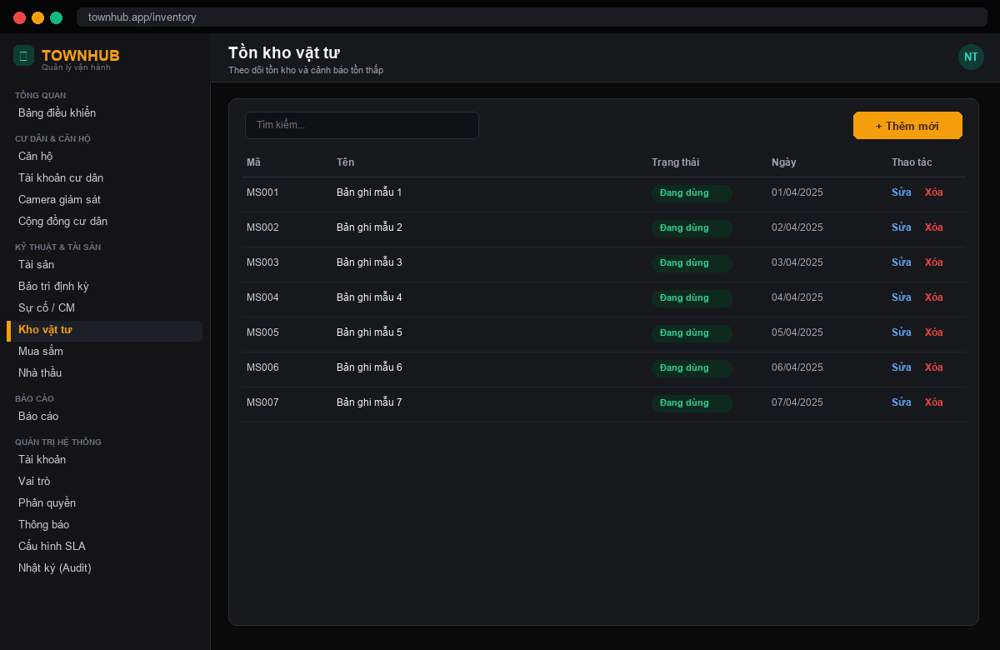 townhub.app/inventory
TOWNHUB
Quản lý vận hành
TỔNG QUAN
Bảng điều khiển
CƯ DÂN & CĂN HỘ
Căn hộ
Tài khoản cư dân
Camera giám sát
Cộng đồng cư dân
KỸ THUẬT & TÀI SẢN
Tài sản
Bảo trì định kỳ
Sự cố / CM
Kho vật tư
Mua sắm
Nhà thầu
BÁO CÁO
Báo cáo
QUẢN TRỊ HỆ THỐNG
Tài khoản
Vai trò
Phân quyền
Thông báo
Cấu hình SLA
Nhật ký (Audit)
Tồn kho vật tư
Theo dõi tồn kho và cảnh báo tồn thấp
NT
Tìm kiếm...
+ Thêm mới
Mã Tên Trạng thái Ngày Thao tác
MS001 Bản ghi mẫu 1 Đang dùng 01/04/2025 Sửa Xóa
MS002 Bản ghi mẫu 2 Đang dùng 02/04/2025 Sửa Xóa
MS003 Bản ghi mẫu 3 Đang dùng 03/04/2025 Sửa Xóa
MS004 Bản ghi mẫu 4 Đang dùng 04/04/2025 Sửa Xóa
MS005 Bản ghi mẫu 5 Đang dùng 05/04/2025 Sửa Xóa
MS006 Bản ghi mẫu 6 Đang dùng 06/04/2025 Sửa Xóa
MS007 Bản ghi mẫu 7 Đang dùng 07/04/2025 Sửa Xóa